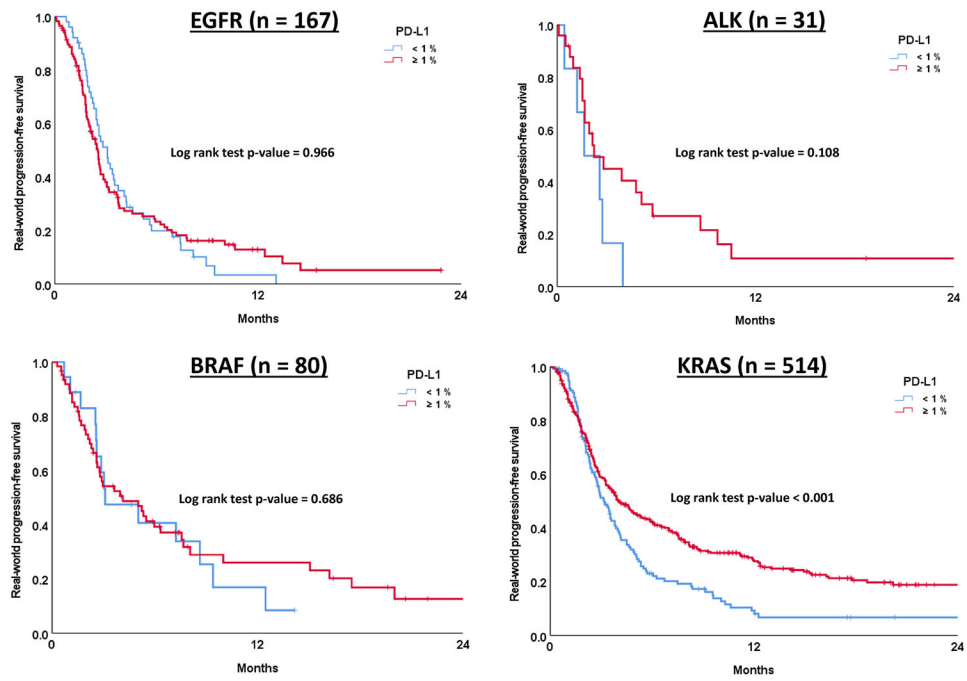 EGFR (n = 167)
PD-L1
< 1 %
≥ 1 %
Log rank test p-value = 0.966
Real-world progression-free survival
1.0
0.8
0.6
0.4
0.2
0.0
0
12
24
Months
ALK (n = 31)
PD-L1
< 1 %
≥ 1 %
Log rank test p-value = 0.108
Real-world progression-free survival
1.0
0.8
0.6
0.4
0.2
0.0
0
12
24
Months
BRAF (n = 80)
PD-L1
< 1 %
≥ 1 %
Log rank test p-value = 0.686
Real-world progression-free survival
1.0
0.8
0.6
0.4
0.2
0.0
0
12
24
Months
KRAS (n = 514)
PD-L1
< 1 %
≥ 1 %
Log rank test p-value < 0.001
Real-world progression-free survival
1.0
0.8
0.6
0.4
0.2
0.0
0
12
24
Months